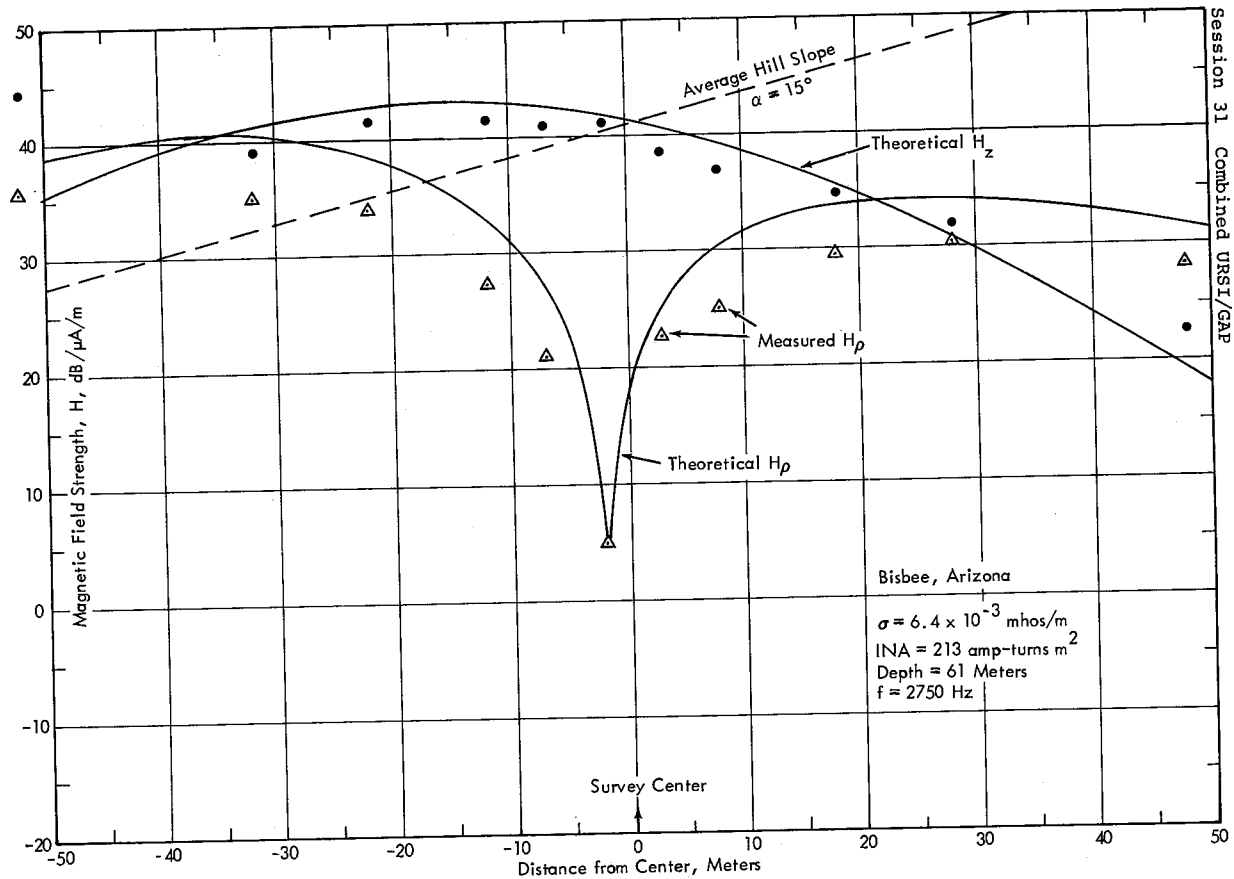 Session 31 Combined URSI/GAP
50
40
30
20
10
0
-10
-20
Magnetic Field Strength, H, dB/μA/m
Average Hill Slope
α = 15°
Theoretical H_z
Measured H_ρ
Theoretical H_ρ
Bisbee, Arizona
σ = 6.4 x 10^-3 mhos/m
INA = 213 amp-turns m^2
Depth = 61 Meters
f = 2750 Hz
Survey Center
-50 -40 -30 -20 -10 0 10 20 30 40 50
Distance from Center, Meters